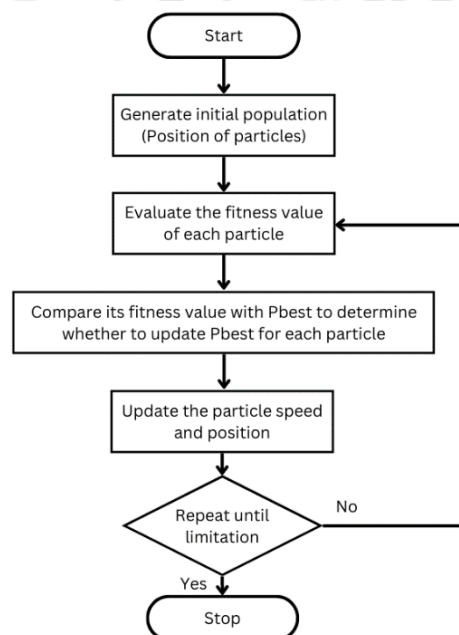 Start
Generate initial population
(Position of particles)
Evaluate the fitness value
of each particle
Compare its fitness value with Pbest to determine
whether to update Pbest for each particle
Update the particle speed
and position
Repeat until
limitation
No
Yes
Stop